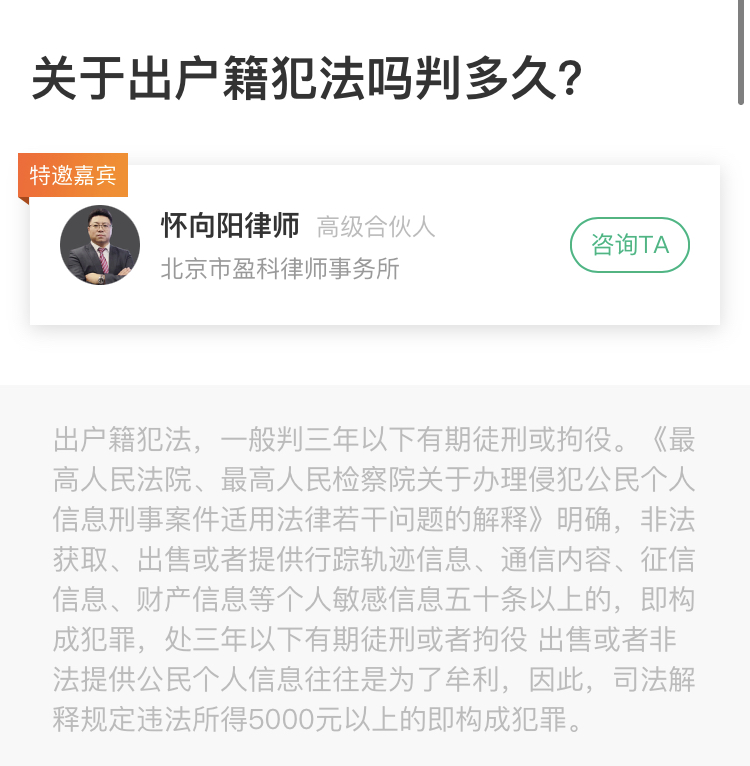 关于出户籍犯法吗判多久？
特邀嘉宾
怀向阳律师 高级合伙人
北京市盈科律师事务所
咨询TA
出户籍犯法，一般判三年以下有期徒刑或拘役。《最
高人民法院、最高人民检察院关于办理侵犯公民个人
信息刑事案件适用法律若干问题的解释》明确，非法
获取、出售或者提供行踪轨迹信息、通信内容、征信
信息、财产信息等个人敏感信息五十条以上的，即构
成犯罪，处三年以下有期徒刑或者拘役 出售或者非
法提供公民个人信息往往是为了牟利，因此，司法解
释规定违法所得5000元以上的即构成犯罪。